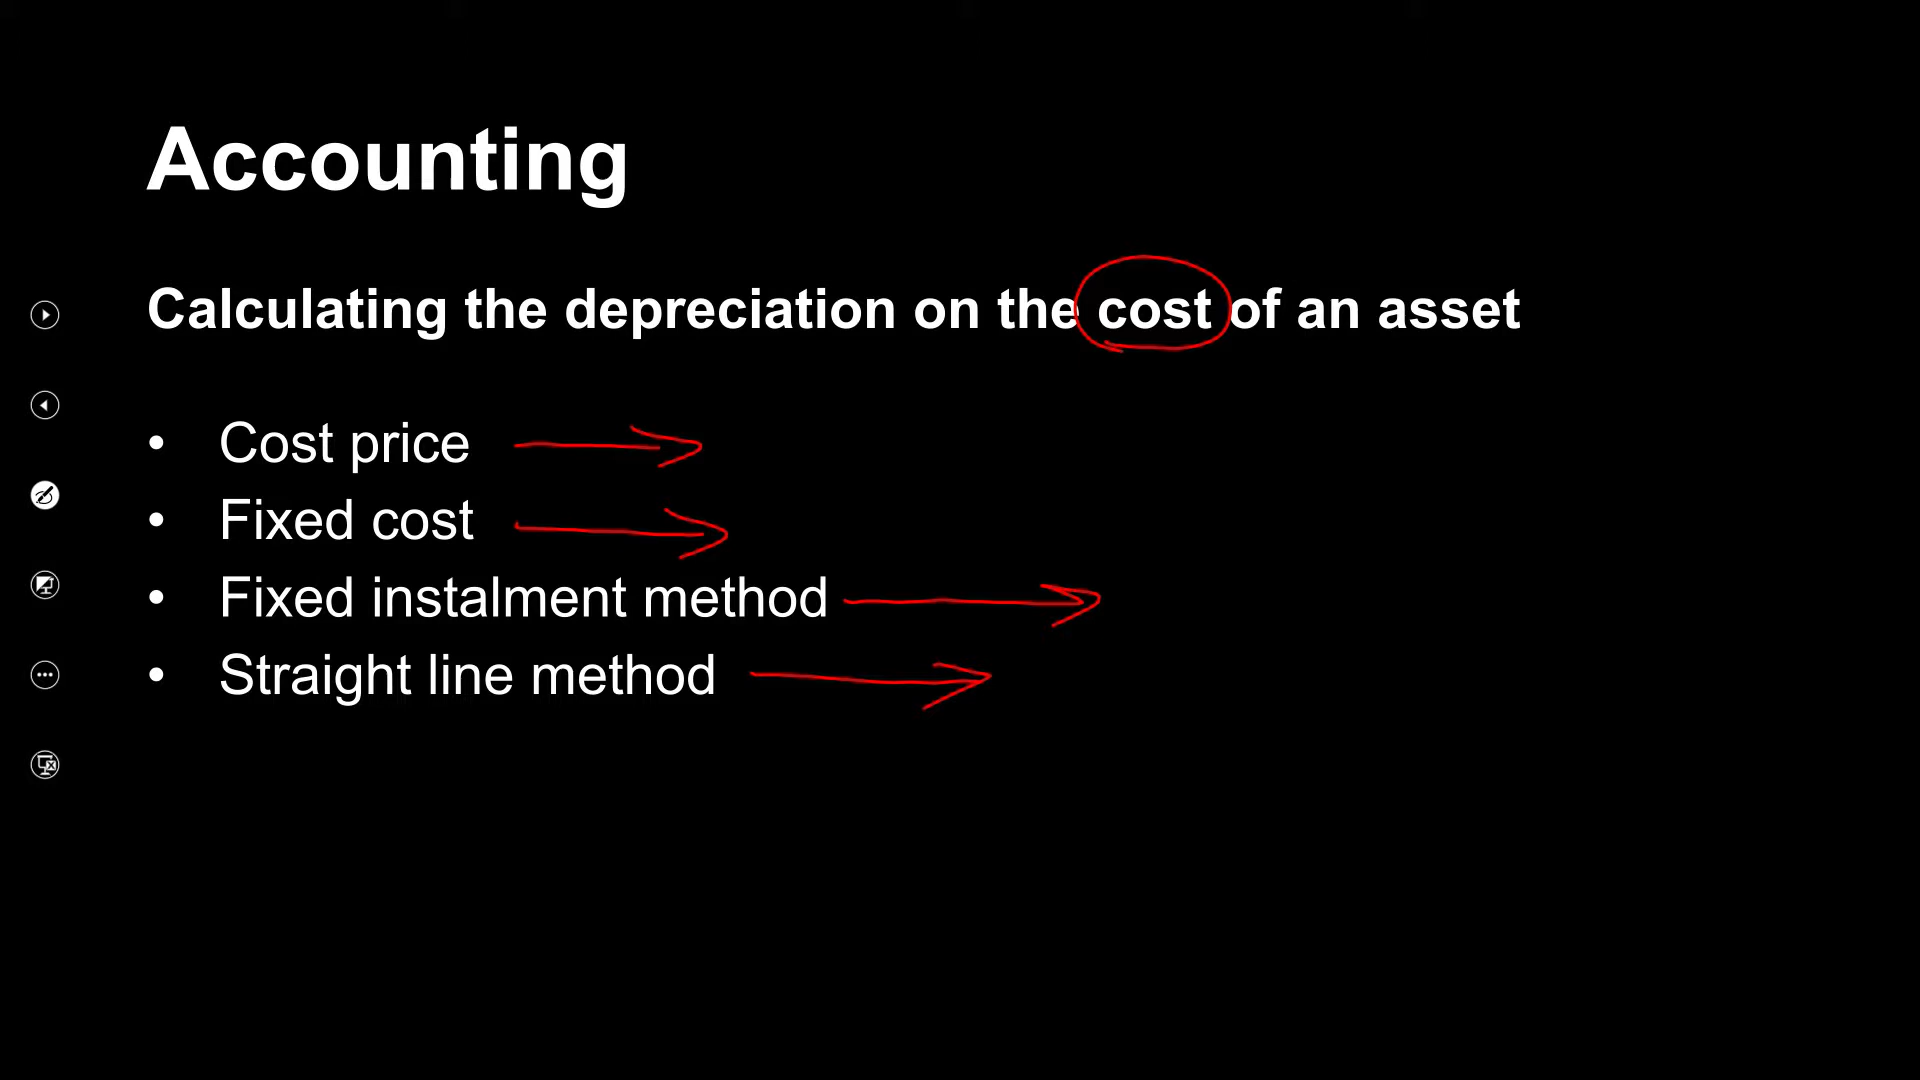 Accounting
Calculating the depreciation on the cost of an asset
• Cost price
• Fixed cost
• Fixed instalment method
• Straight line method